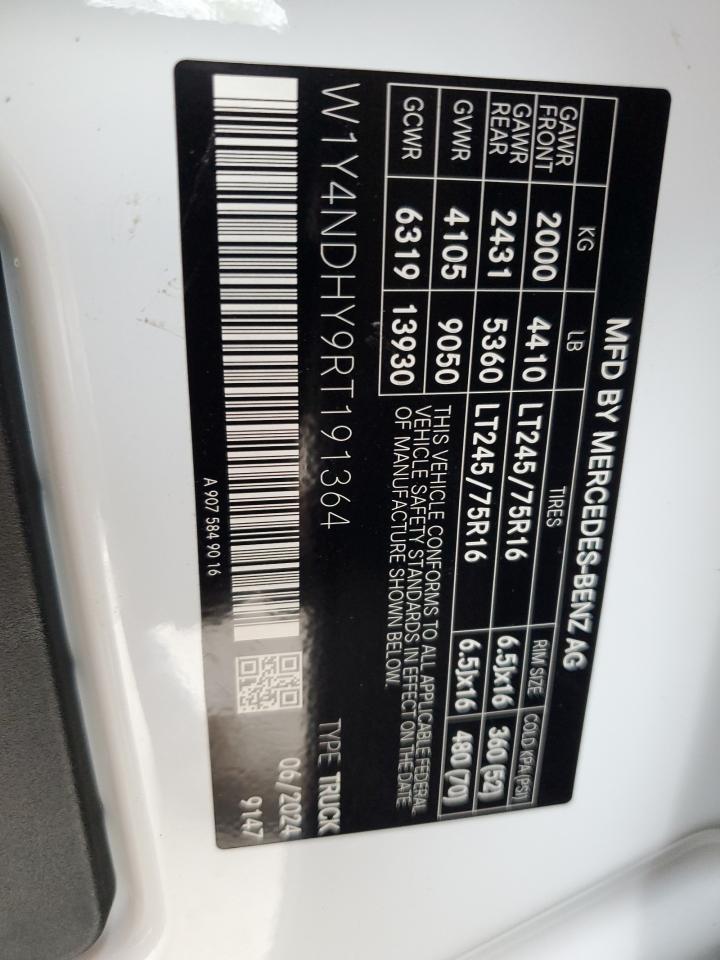 MFD BY MERCEDES-BENZ AG
KG LB TIRES RIM SIZE COLD KPA(PSI)
GAWR FRONT 2000 4410 LT245/75R16 6.5Jx16 360 (52)
GAWR REAR 2431 5360 LT245/75R16 6.5Jx16 480 (70)
GVWR 4105 9050
GCWR 6319 13930
THIS VEHICLE CONFORMS TO ALL APPLICABLE FEDERAL
VEHICLE SAFETY STANDARDS IN EFFECT ON THE DATE
OF MANUFACTURE SHOWN BELOW.
W1Y4NDHY9RT191364
TYPE TRUCK
06/2024
9147
A 907 584 90 16